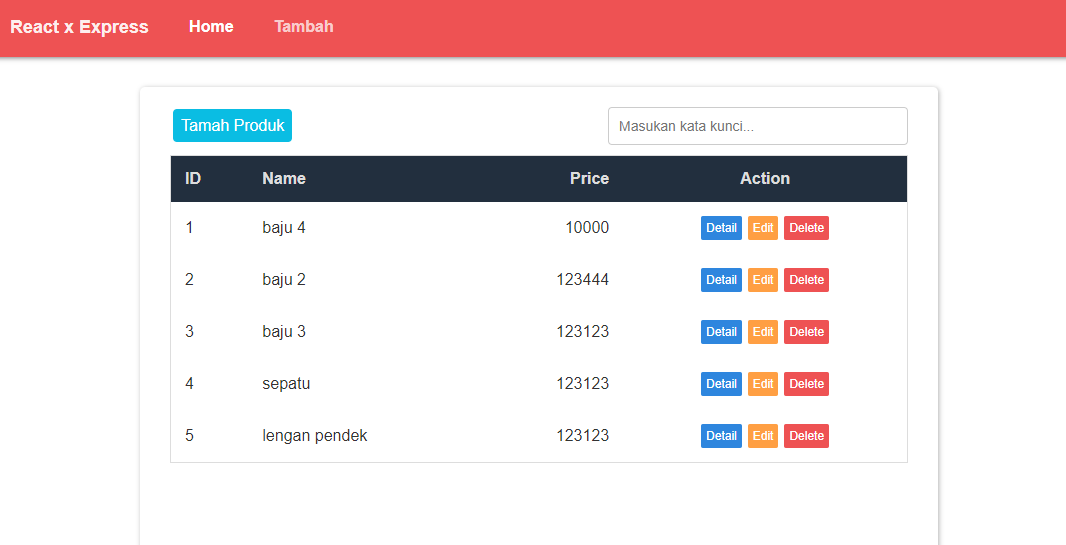 React x Express Home Tambah
Tamah Produk Masukan kata kunci...
ID Name Price Action
1 baju 4 10000 Detail Edit Delete
2 baju 2 123444 Detail Edit Delete
3 baju 3 123123 Detail Edit Delete
4 sepatu 123123 Detail Edit Delete
5 lengan pendek 123123 Detail Edit Delete